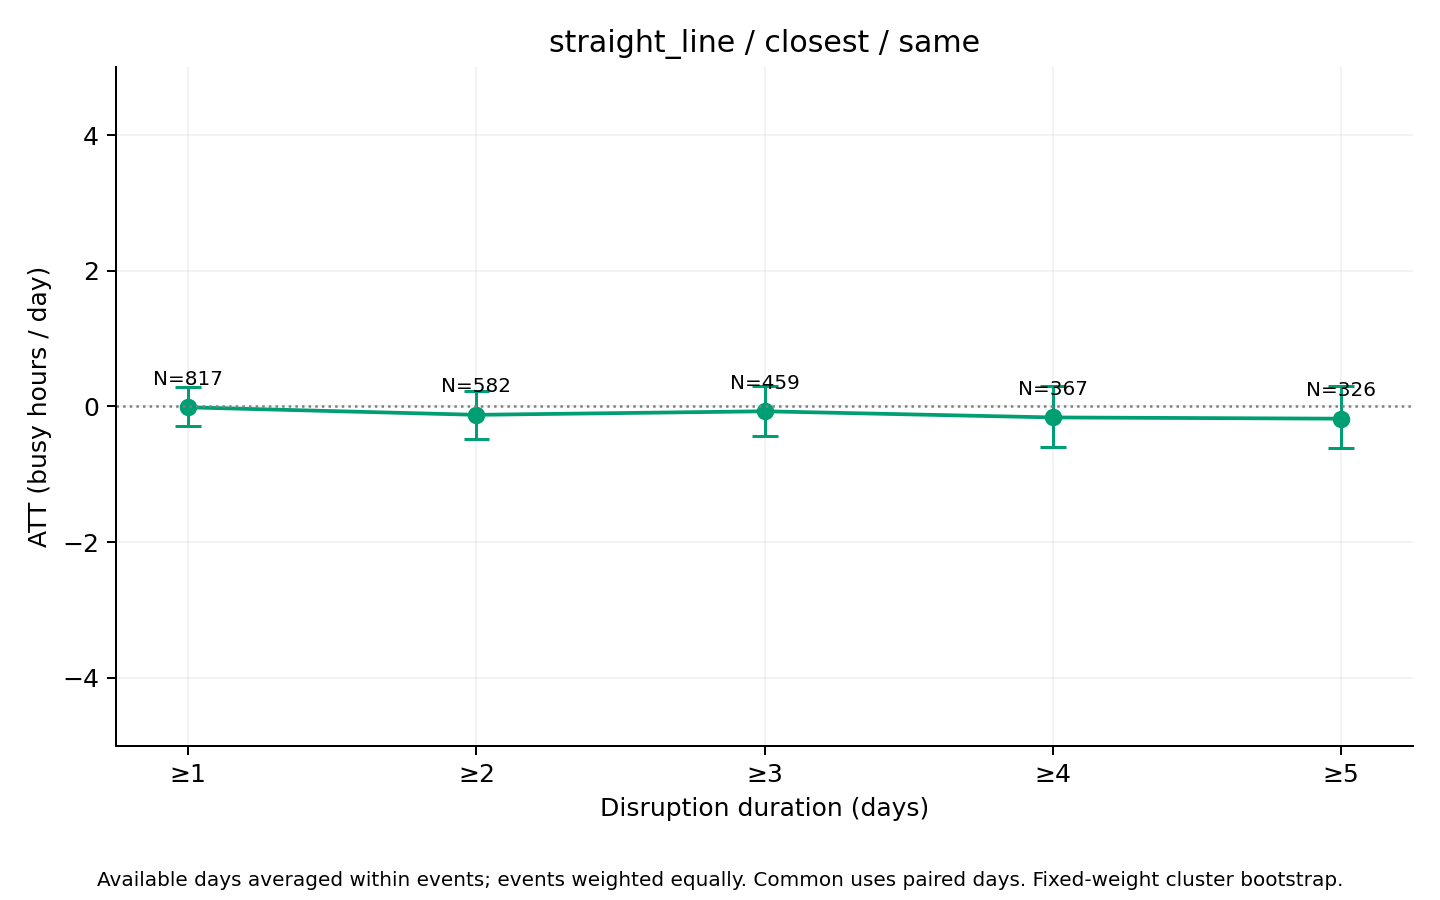 straight_line / closest / same
ATT (busy hours / day)
4
2
0
−2
−4
N=817
N=582
N=459
N=367
N=326
≥1
≥2
≥3
≥4
≥5
Disruption duration (days)
Available days averaged within events; events weighted equally. Common uses paired days. Fixed-weight cluster bootstrap.